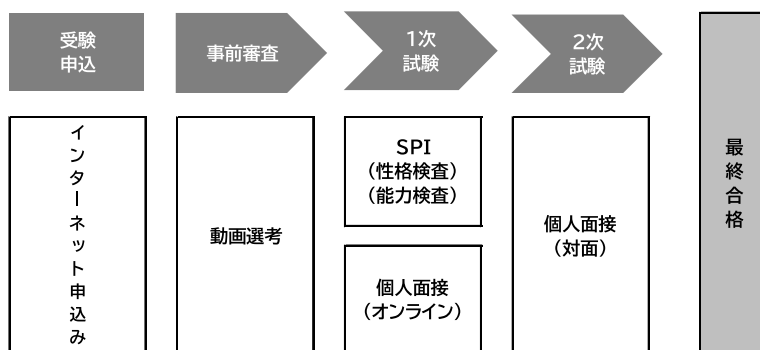 受験
申込
事前審査
1次
試験
2次
試験
インターネット申込み
動画選考
SPI
（性格検査）
（能力検査）
個人面接
（オンライン）
個人面接
（対面）
最終合格